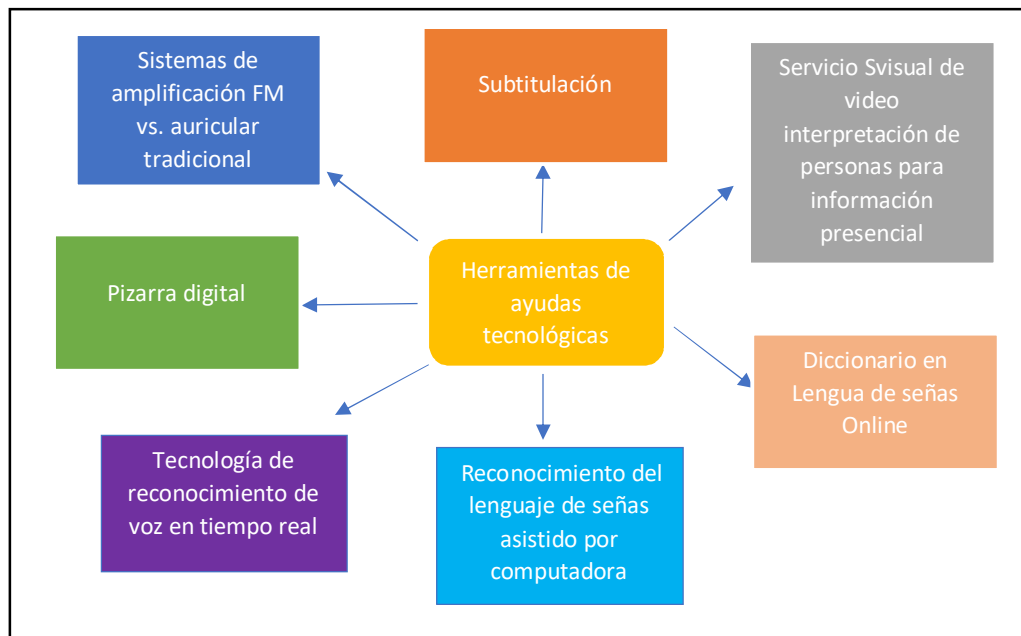 Sistemas de
amplificación FM
vs. auricular
tradicional
Subtitulación
Servicio Svisual de
video
interpretación de
personas para
información
presencial
Pizarra digital
Herramientas de
ayudas
tecnológicas
Diccionario en
Lengua de señas
Online
Tecnología de
reconocimiento de
voz en tiempo real
Reconocimiento del
lenguaje de señas
asistido por
computadora